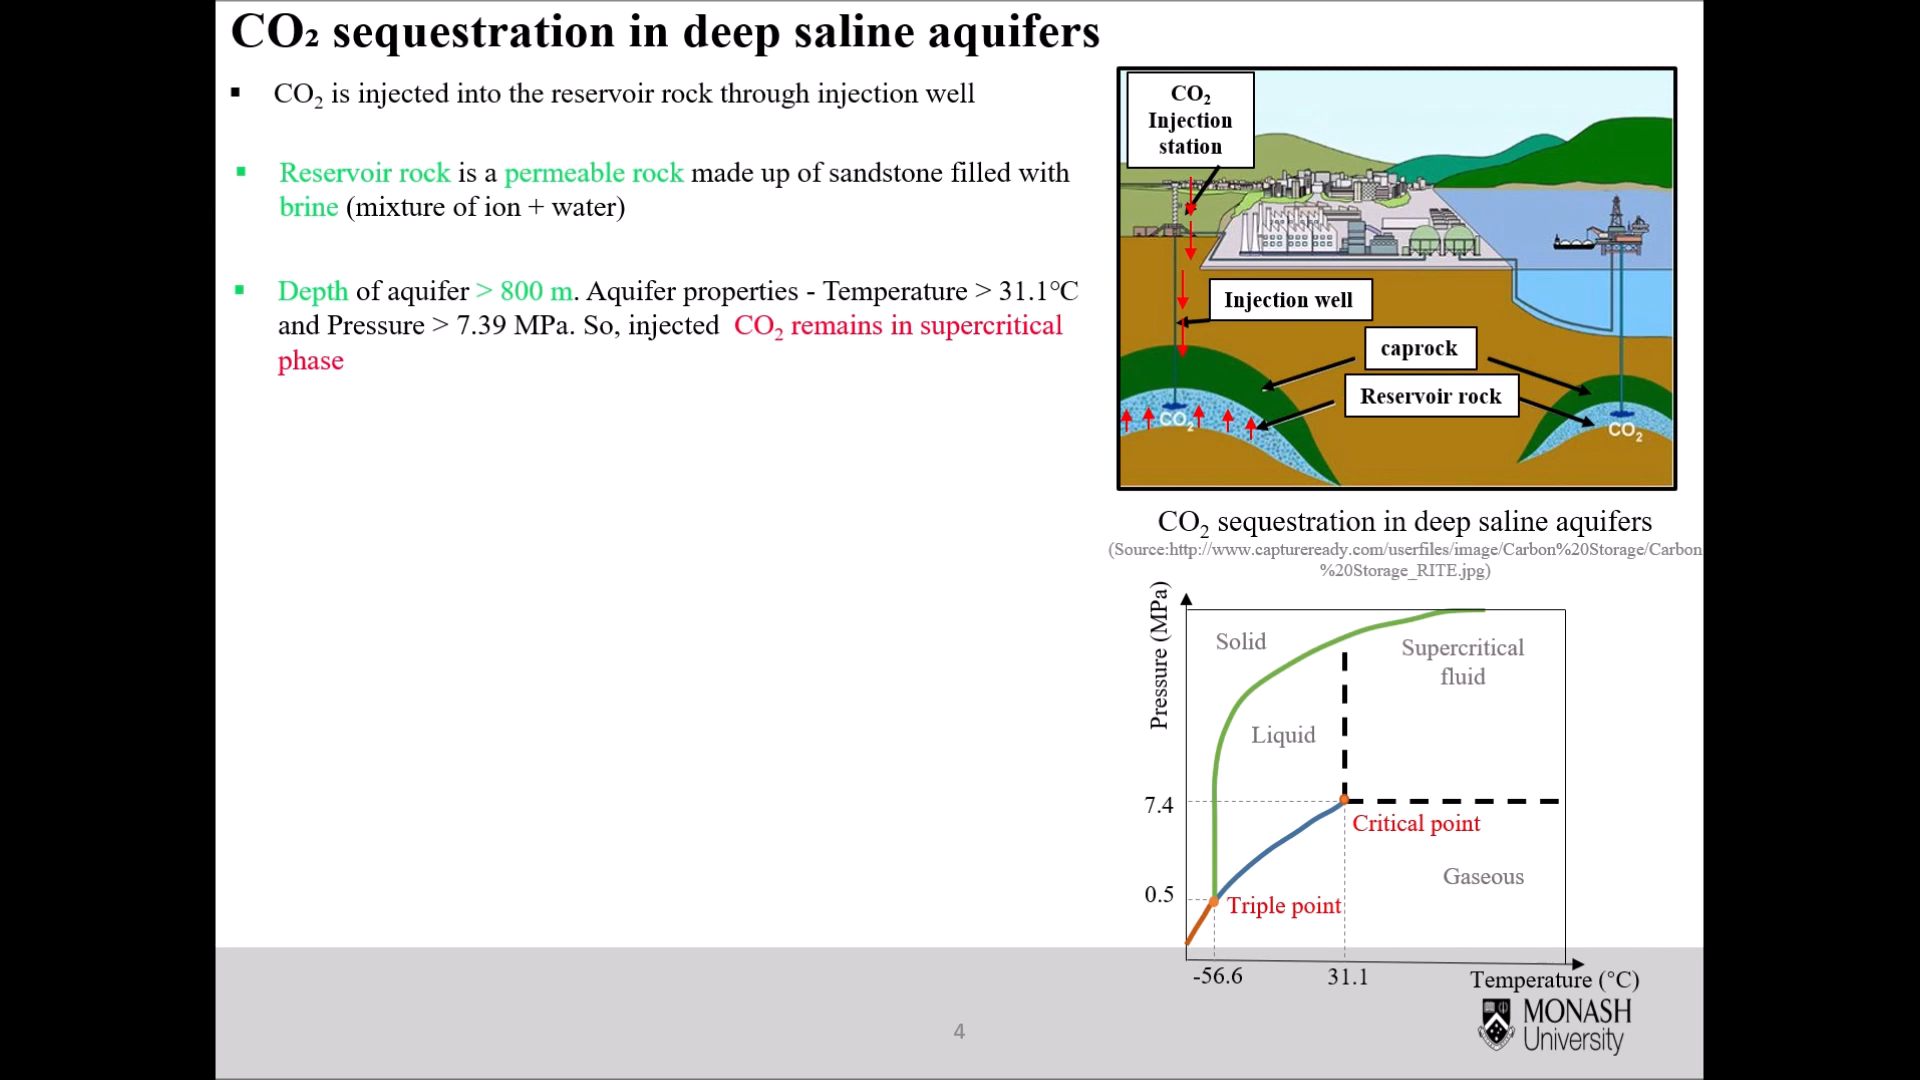 CO₂ sequestration in deep saline aquifers
▪ CO₂ is injected into the reservoir rock through injection well
▪ Reservoir rock is a permeable rock made up of sandstone filled with
brine (mixture of ion + water)
▪ Depth of aquifer > 800 m. Aquifer properties - Temperature > 31.1°C
and Pressure > 7.39 MPa. So, injected CO₂ remains in supercritical
phase
CO₂
Injection
station
Injection well
caprock
Reservoir rock
CO₂
CO₂
CO₂ sequestration in deep saline aquifers
(Source:http://www.captureready.com/userfiles/image/Carbon%20Storage/Carbon
%20Storage_RITE.jpg)
Pressure (MPa)
Solid
Supercritical
fluid
Liquid
7.4
Critical point
Gaseous
0.5
Triple point
-56.6
31.1
Temperature (°C)
4
MONASH
University